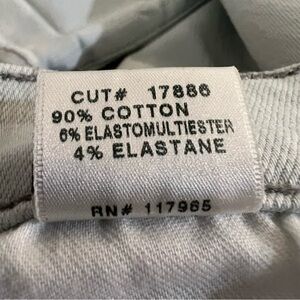 CUT# 17886
90% COTTON
6% ELASTOMULTIESTER
4% ELASTANE
RN# 117965